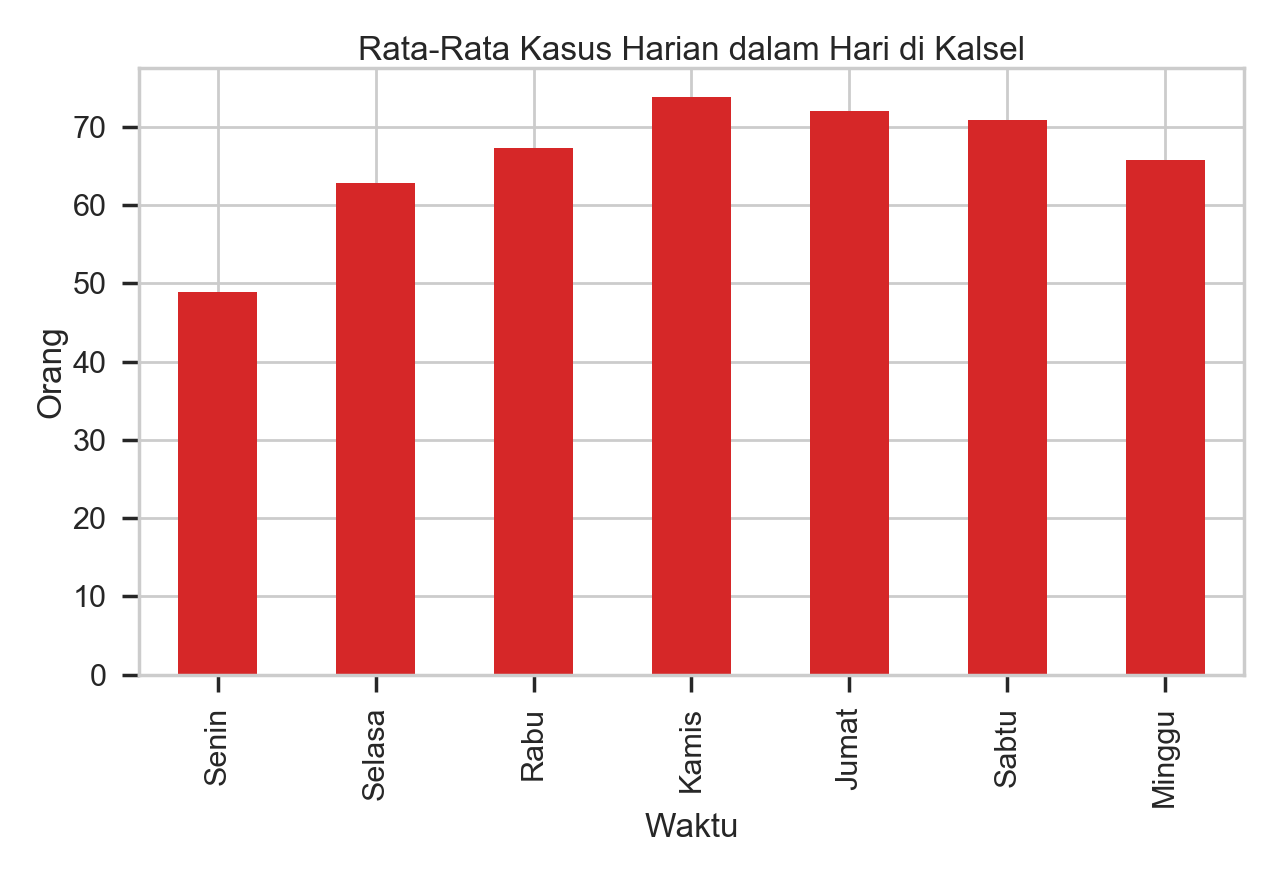 Rata-Rata Kasus Harian dalam Hari di Kalsel
Orang
70
60
50
40
30
20
10
0
Senin
Selasa
Rabu
Kamis
Jumat
Sabtu
Minggu
Waktu